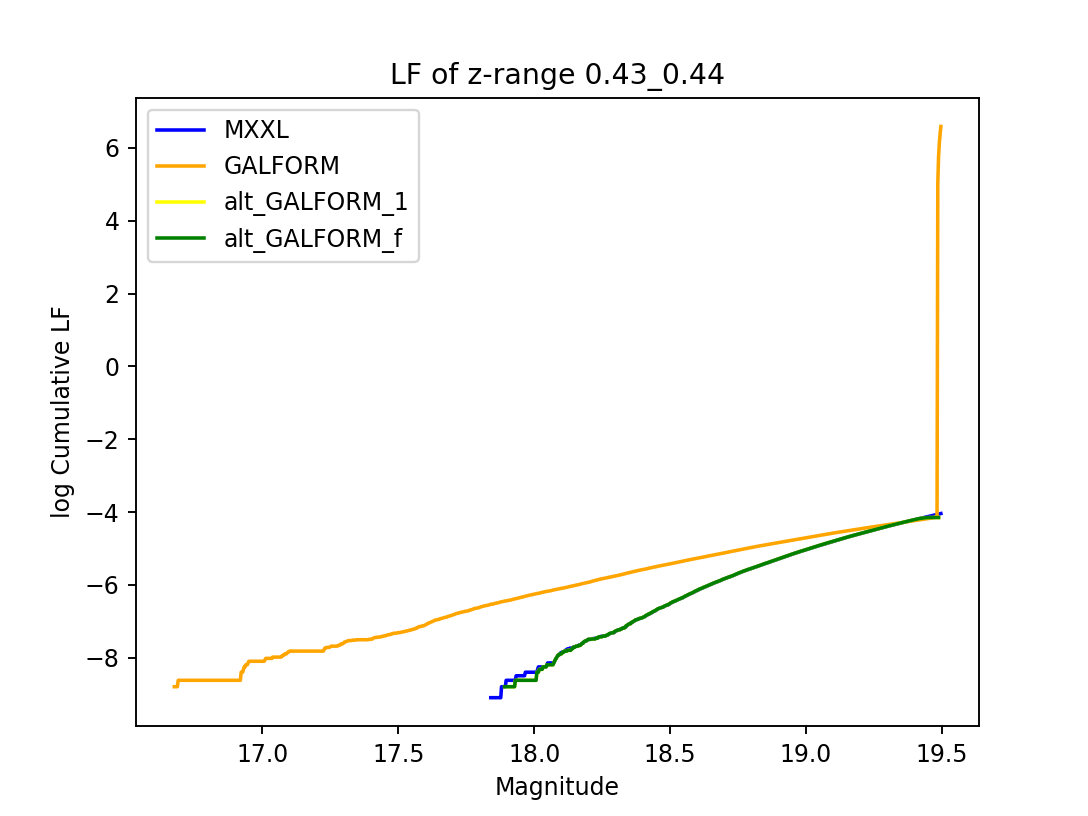 LF of z-range 0.43_0.44
MXXL
GALFORM
alt_GALFORM_1
alt_GALFORM_f
log Cumulative LF
6
4
2
0
−2
−4
−6
−8
17.0 17.5 18.0 18.5 19.0 19.5
Magnitude